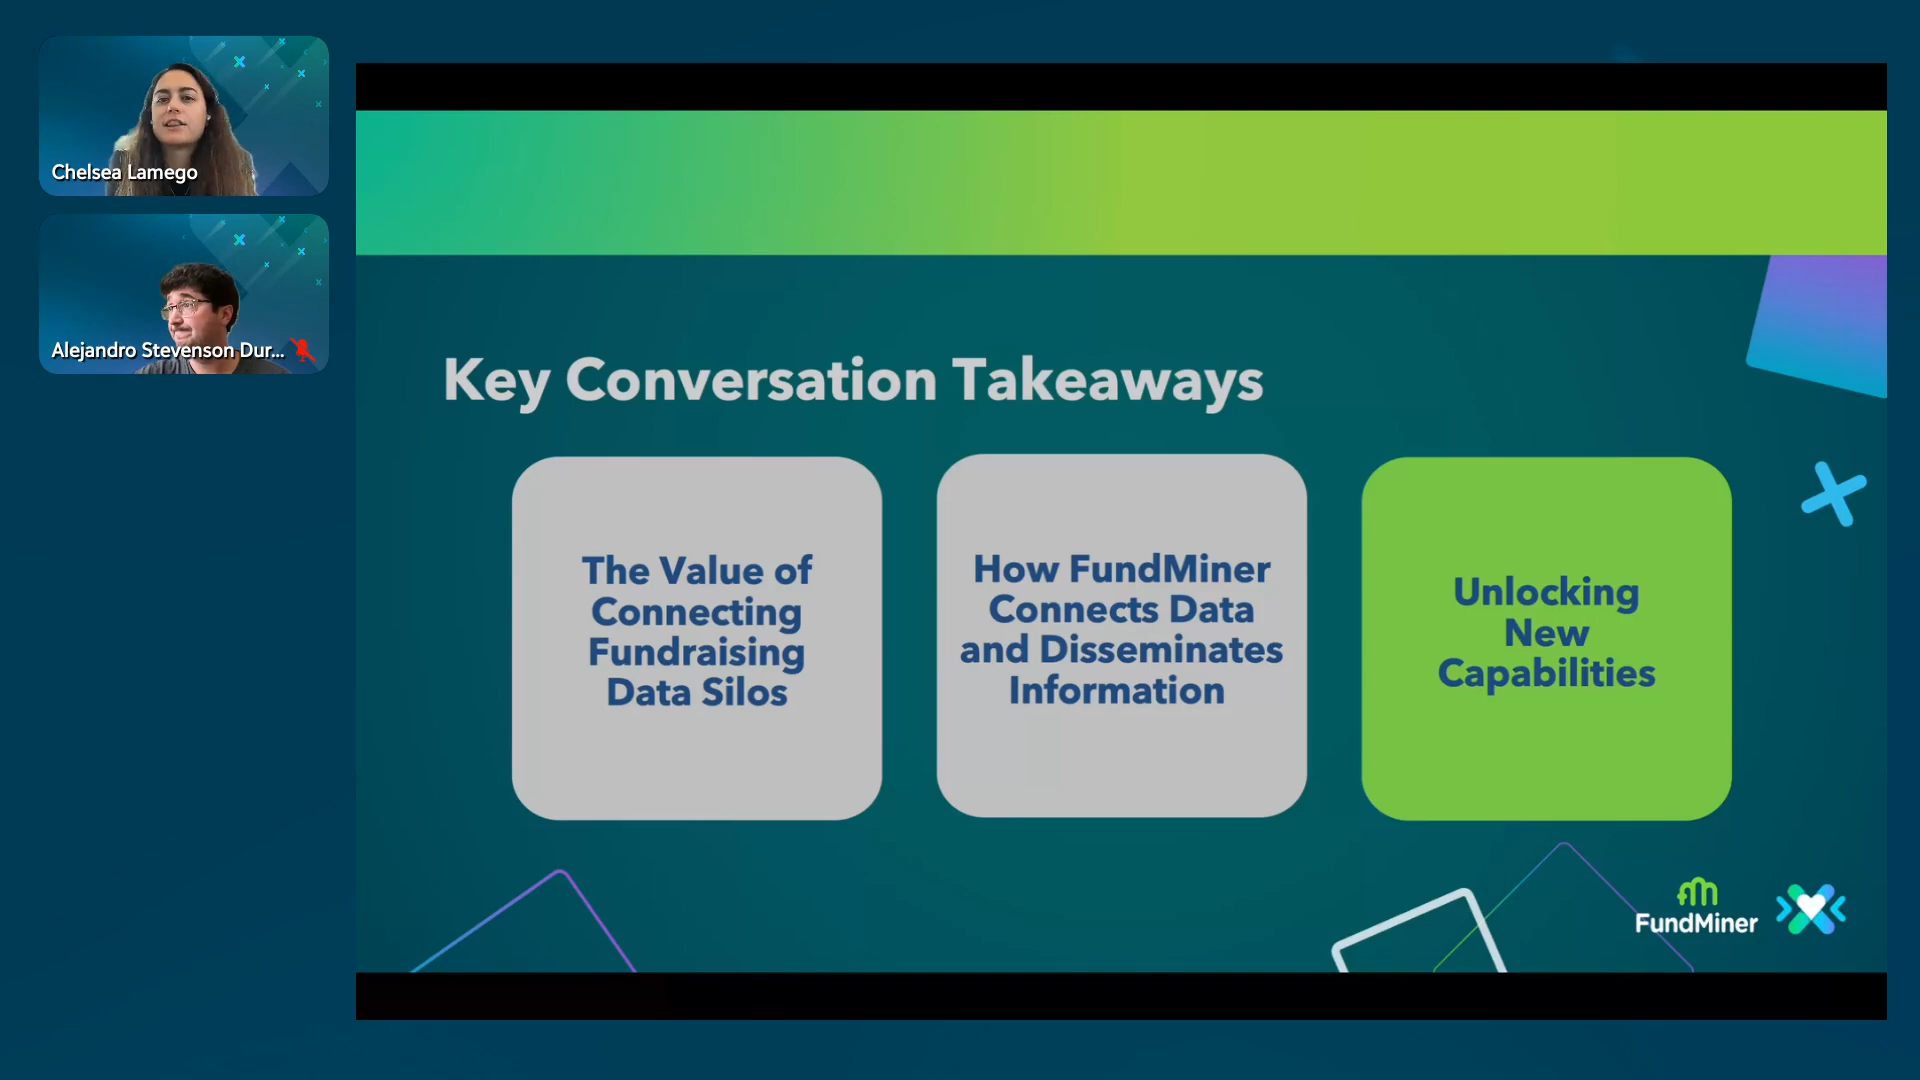 Chelsea Lamego
Alejandro Stevenson Dur...
Key Conversation Takeaways
The Value of
Connecting
Fundraising
Data Silos
How FundMiner
Connects Data
and Disseminates
Information
Unlocking
New
Capabilities
FundMiner